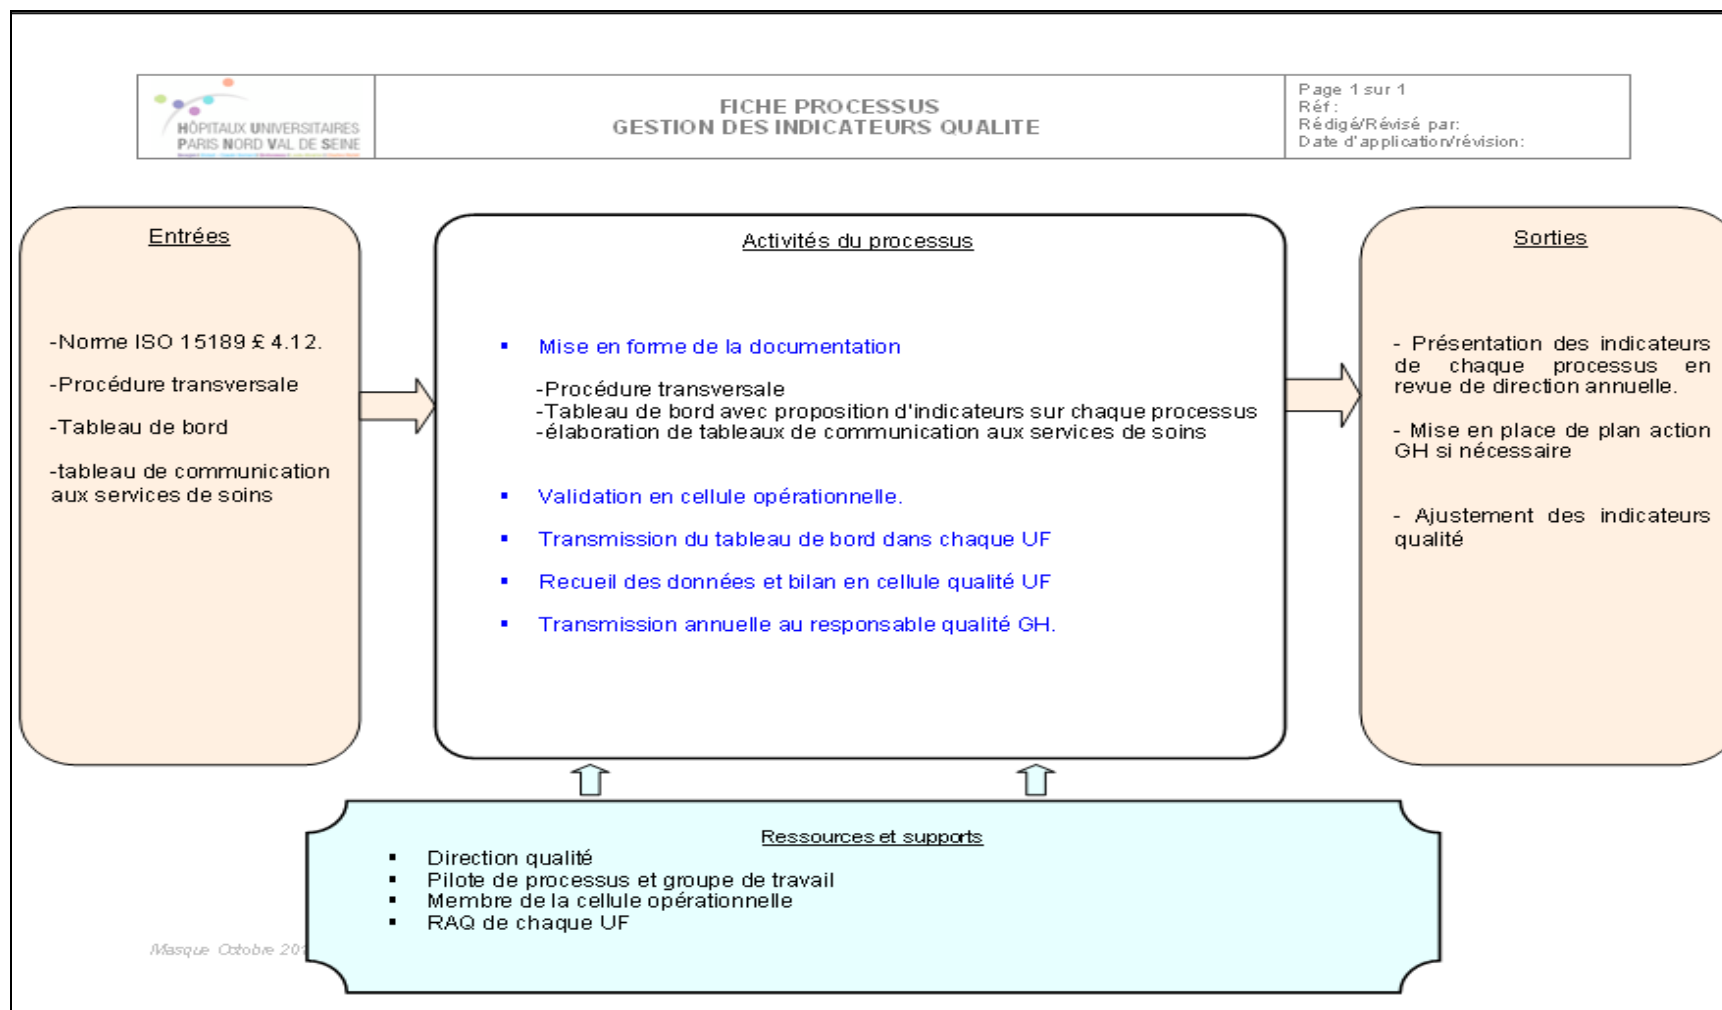 HÔPITAUX UNIVERSITAIRES
PARIS NORD VAL DE SEINE
FICHE PROCESSUS
GESTION DES INDICATEURS QUALITE
Page 1 sur 1
Réf :
Rédigé/Révisé par:
Date d'application/révision:
Entrées
-Norme ISO 15189 £ 4.12.
-Procédure transversale
-Tableau de bord
-tableau de communication
aux services de soins
Activités du processus
▪ Mise en forme de la documentation
-Procédure transversale
-Tableau de bord avec proposition d'indicateurs sur chaque processus
-élaboration de tableaux de communication aux services de soins
▪ Validation en cellule opérationnelle.
▪ Transmission du tableau de bord dans chaque UF
▪ Recueil des données et bilan en cellule qualité UF
▪ Transmission annuelle au responsable qualité GH.
Sorties
- Présentation des indicateurs
de chaque processus en
revue de direction annuelle.
- Mise en place de plan action
GH si nécessaire
- Ajustement des indicateurs
qualité
Ressources et supports
▪ Direction qualité
▪ Pilote de processus et groupe de travail
▪ Membre de la cellule opérationnelle
▪ RAQ de chaque UF
Masque Octobre